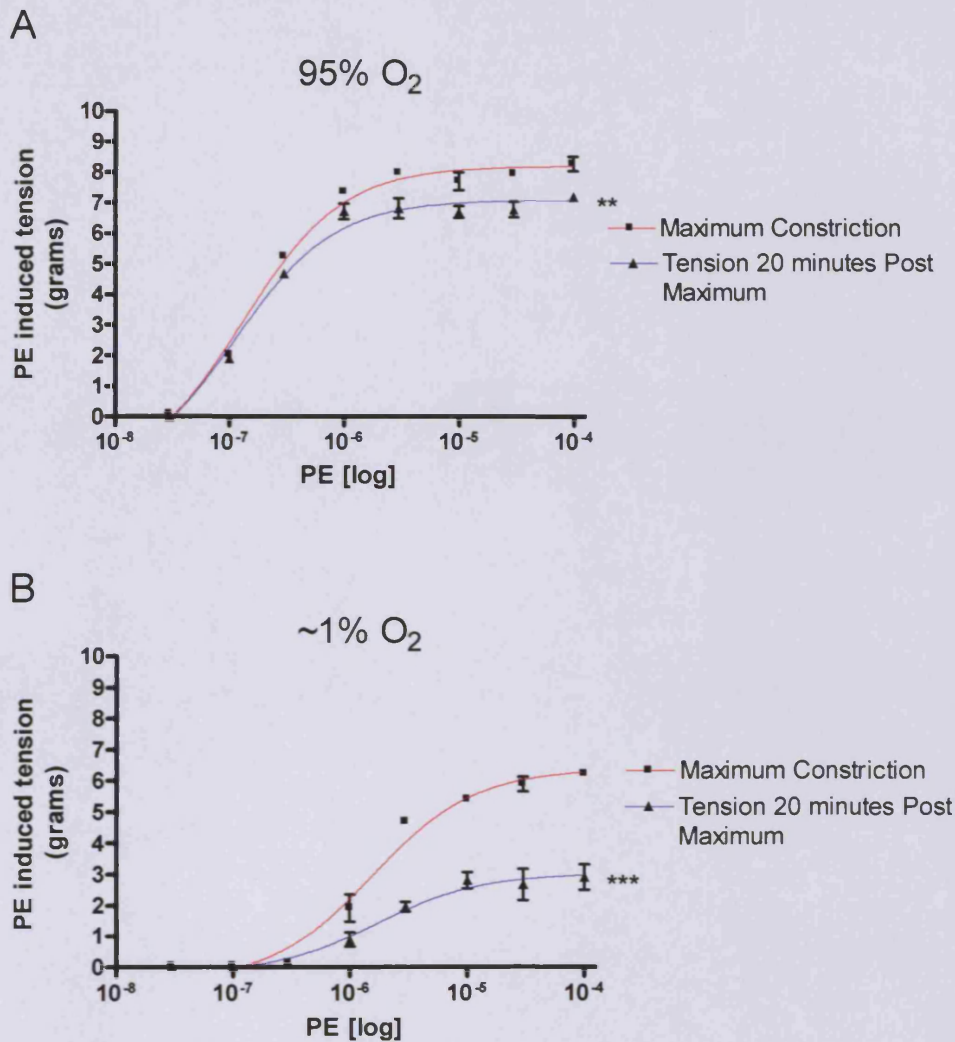 A
95% O₂
10
9
8
7
6
5
4
3
2
1
0
PE induced tension
(grams)
10⁻⁸ 10⁻⁷ 10⁻⁶ 10⁻⁵ 10⁻⁴
PE [log]
**
Maximum Constriction
Tension 20 minutes Post
Maximum
B
~1% O₂
10
9
8
7
6
5
4
3
2
1
0
PE induced tension
(grams)
10⁻⁸ 10⁻⁷ 10⁻⁶ 10⁻⁵ 10⁻⁴
PE [log]
Maximum Constriction
Tension 20 minutes Post
Maximum
***